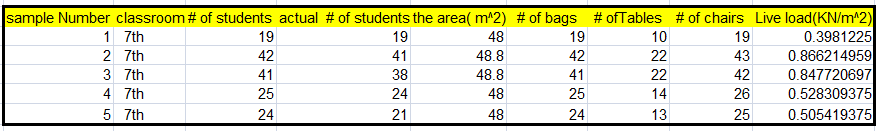 sample Number classroom # of students actual # of students the area( m^2) # of bags # ofTables # of chairs Live load(KN/m^2)
1 7th 19 19 48 19 10 19 0.3981225
2 7th 42 41 48.8 42 22 43 0.866214959
3 7th 41 38 48.8 41 22 42 0.847720697
4 7th 25 24 48 25 14 26 0.528309375
5 7th 24 21 48 24 13 25 0.505419375